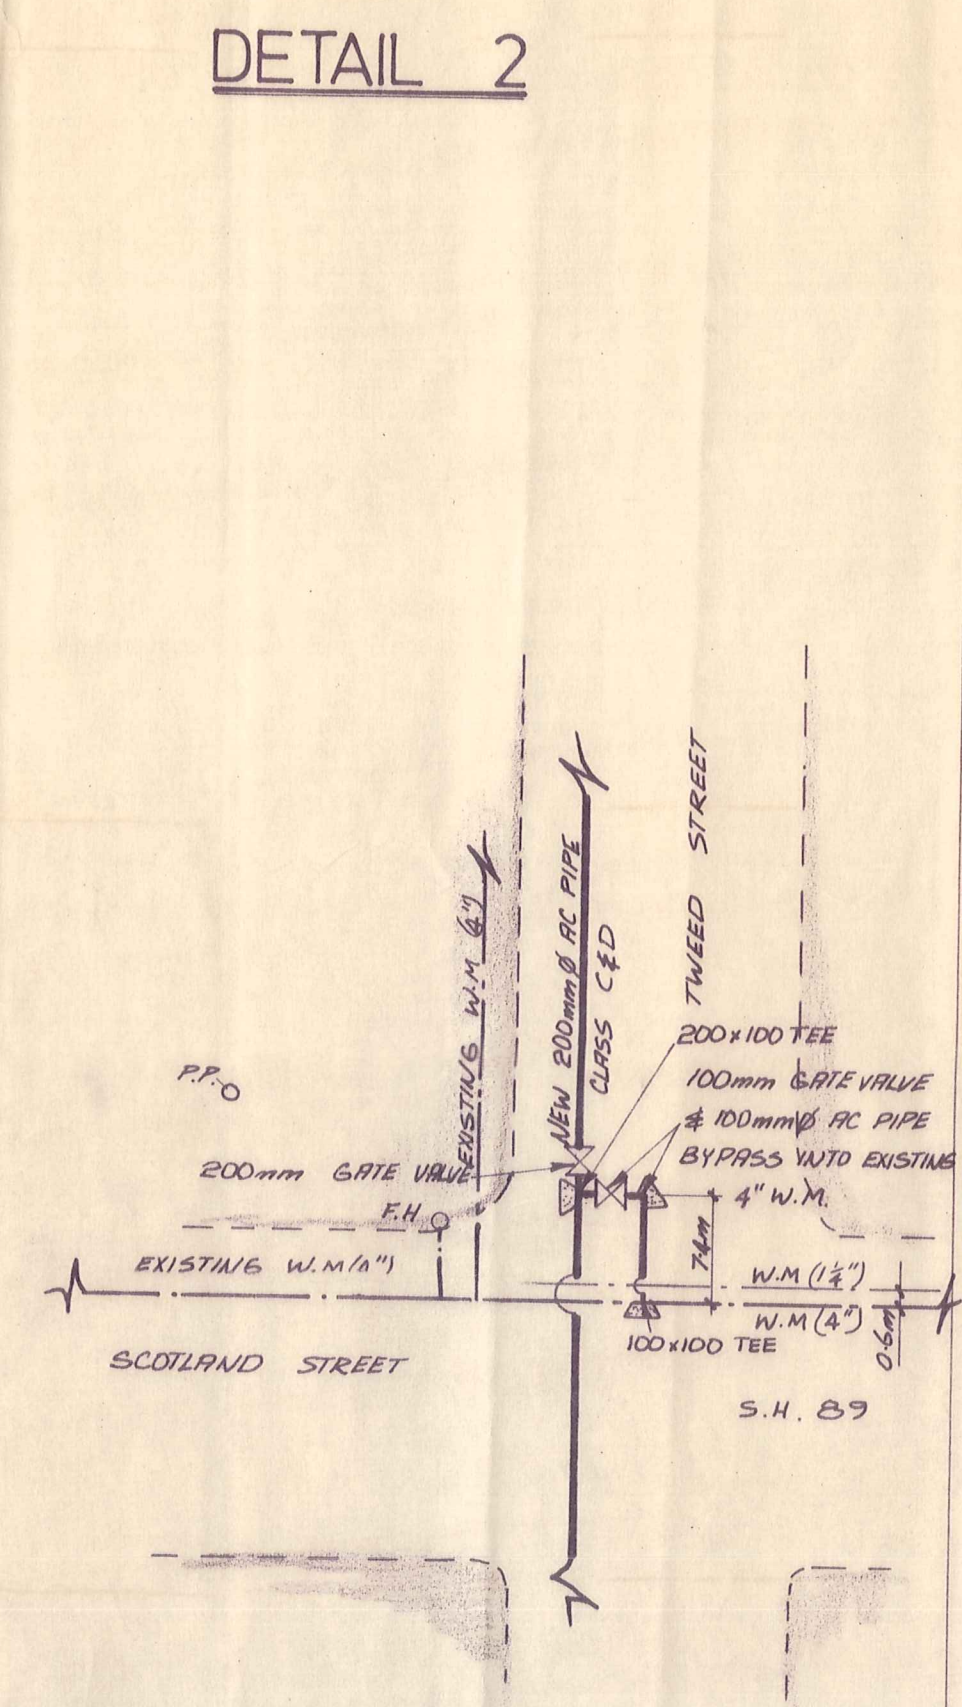 DETAIL 2
TWEED STREET
NEW 200mmØ AC PIPE
CLASS C & D
EXISTING W.M (4")
200x100 TEE
100mm GATE VALVE
& 100mmØ AC PIPE
BYPASS INTO EXISTING
4" W.M.
P.P.
200mm GATE VALVE
F.H
EXISTING W.M (4")
7.4m
W.M (1¼")
W.M (4")
0.6m
100x100 TEE
SCOTLAND STREET
S.H. 89